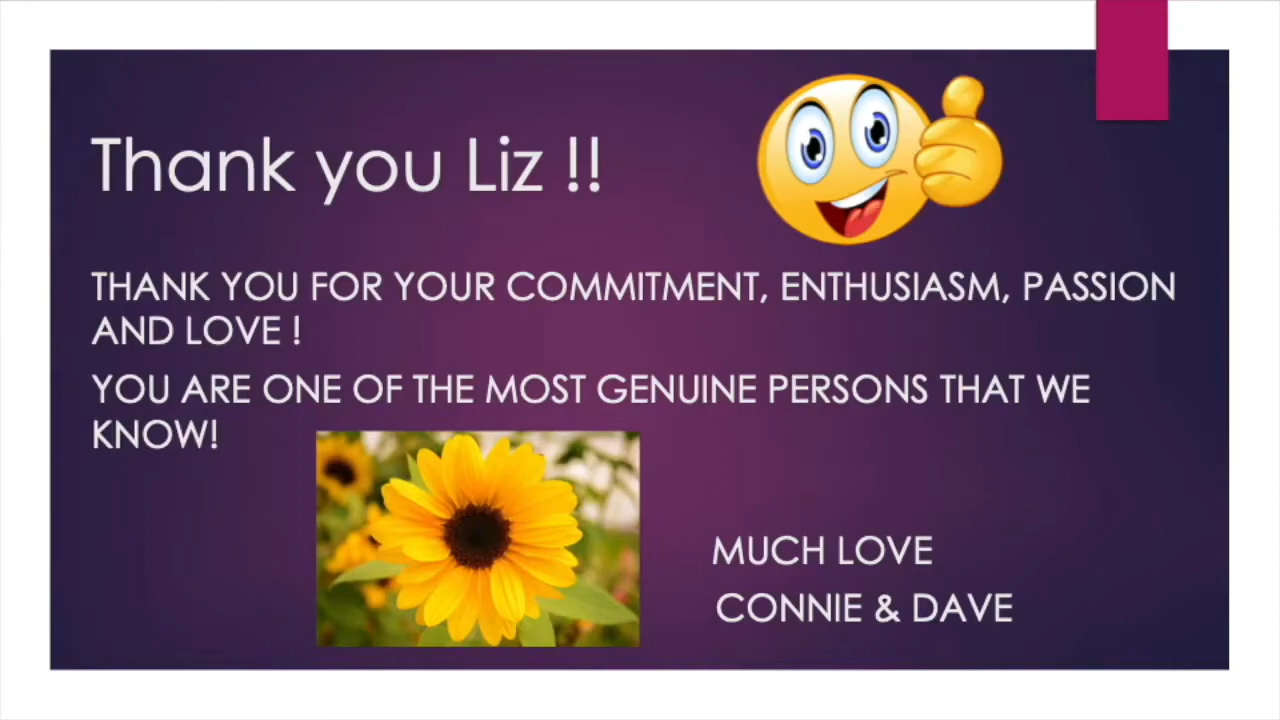 Thank you Liz !!
THANK YOU FOR YOUR COMMITMENT, ENTHUSIASM, PASSION
AND LOVE !
YOU ARE ONE OF THE MOST GENUINE PERSONS THAT WE
KNOW!
MUCH LOVE
CONNIE & DAVE